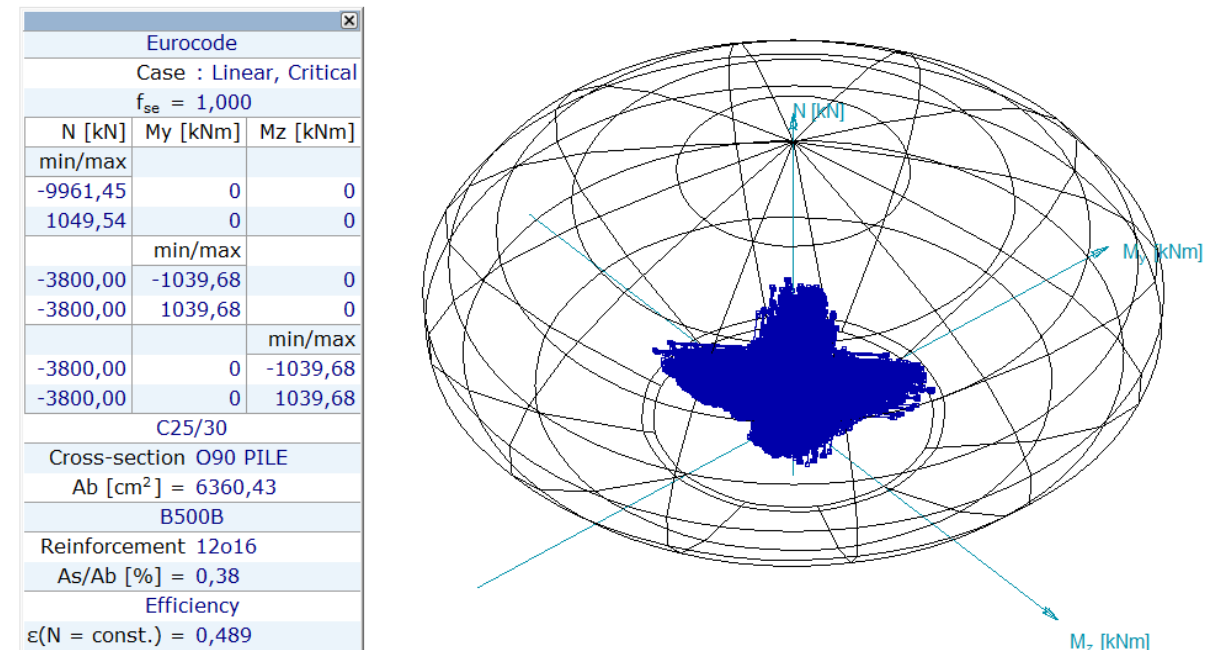 Eurocode
Case : Linear, Critical
fse = 1,000
N [kN] My [kNm] Mz [kNm]
min/max
-9961,45 0 0
1049,54 0 0
min/max
-3800,00 -1039,68 0
-3800,00 1039,68 0
min/max
-3800,00 0 -1039,68
-3800,00 0 1039,68
C25/30
Cross-section O90 PILE
Ab [cm²] = 6360,43
B500B
Reinforcement 12o16
As/Ab [%] = 0,38
Efficiency
ε(N = const.) = 0,489
N [kN]
My [kNm]
Mz [kNm]